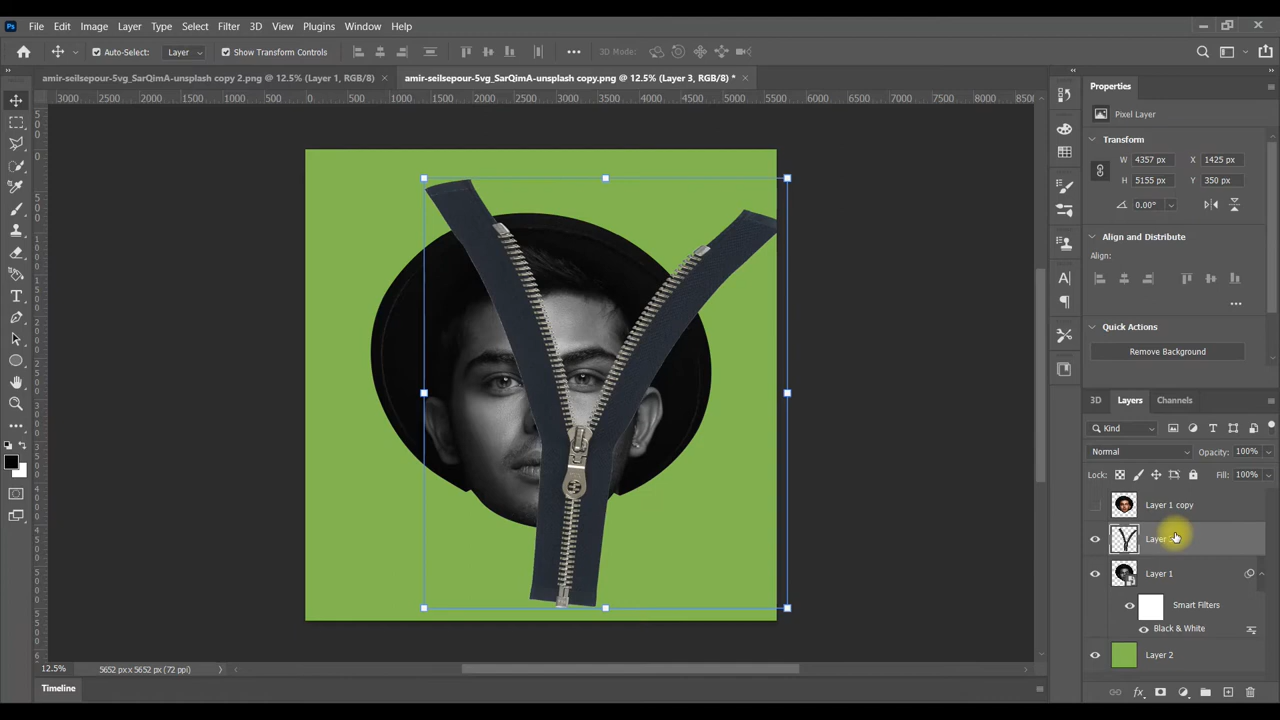 Ps File Edit Image Layer Type Select Filter 3D View Plugins Window Help
Auto-Select: Layer Show Transform Controls 3D Mode:
amir-seilsepour-5vg_SarQimA-unsplash copy 2.png @ 12.5% (Layer 1, RGB/8) amir-seilsepour-5vg_SarQimA-unsplash copy.png @ 12.5% (Layer 3, RGB/8) *
3000 2500 2000 1500 1000 500 0 500 1000 1500 2000 2500 3000 3500 4000 4500 5000 5500 6000 6500 7000 7500 8000
Properties
Pixel Layer
Transform
W 4357 px X 1425 px
H 5155 px Y 350 px
0.00°
Align and Distribute
Align:
Quick Actions
Remove Background
3D Layers Channels
Kind
Normal Opacity: 100%
Lock: Fill: 100%
Layer 1 copy
Layer
Layer 1
Smart Filters
Black & White
Layer 2
12.5% 5652 px x 5652 px (72 ppi)
Timeline